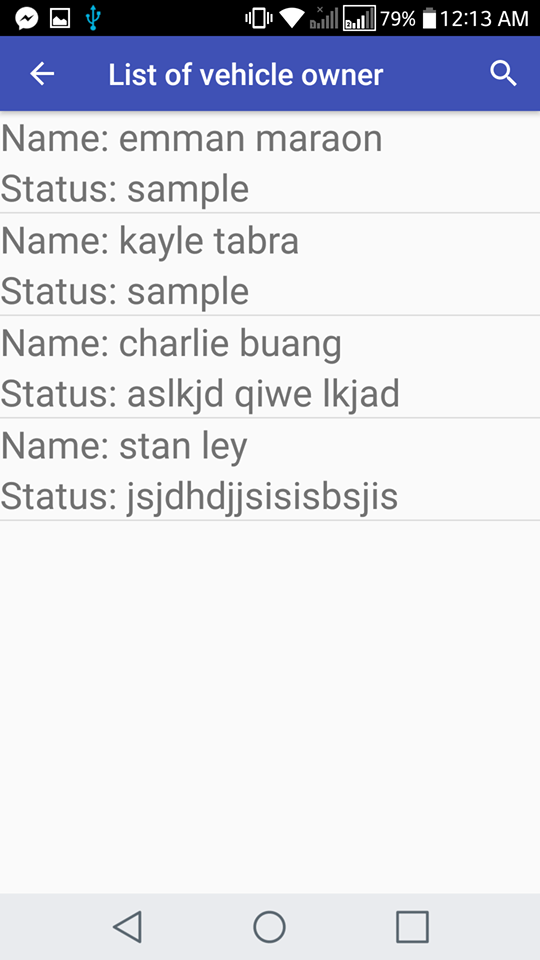 79% 12:13 AM
List of vehicle owner
Name: emman maraon
Status: sample
Name: kayle tabra
Status: sample
Name: charlie buang
Status: aslkjd qiwe lkjad
Name: stan ley
Status: jsjdhdjjsisisbsjis